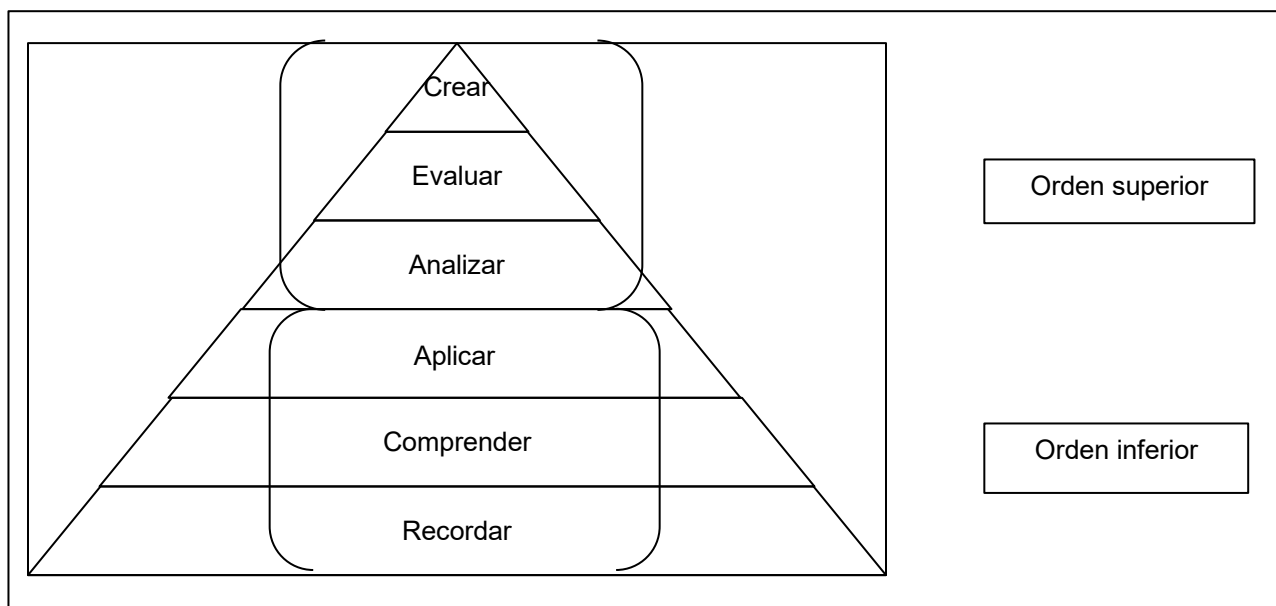 Crear
Evaluar
Orden superior
Analizar
Aplicar
Comprender
Orden inferior
Recordar